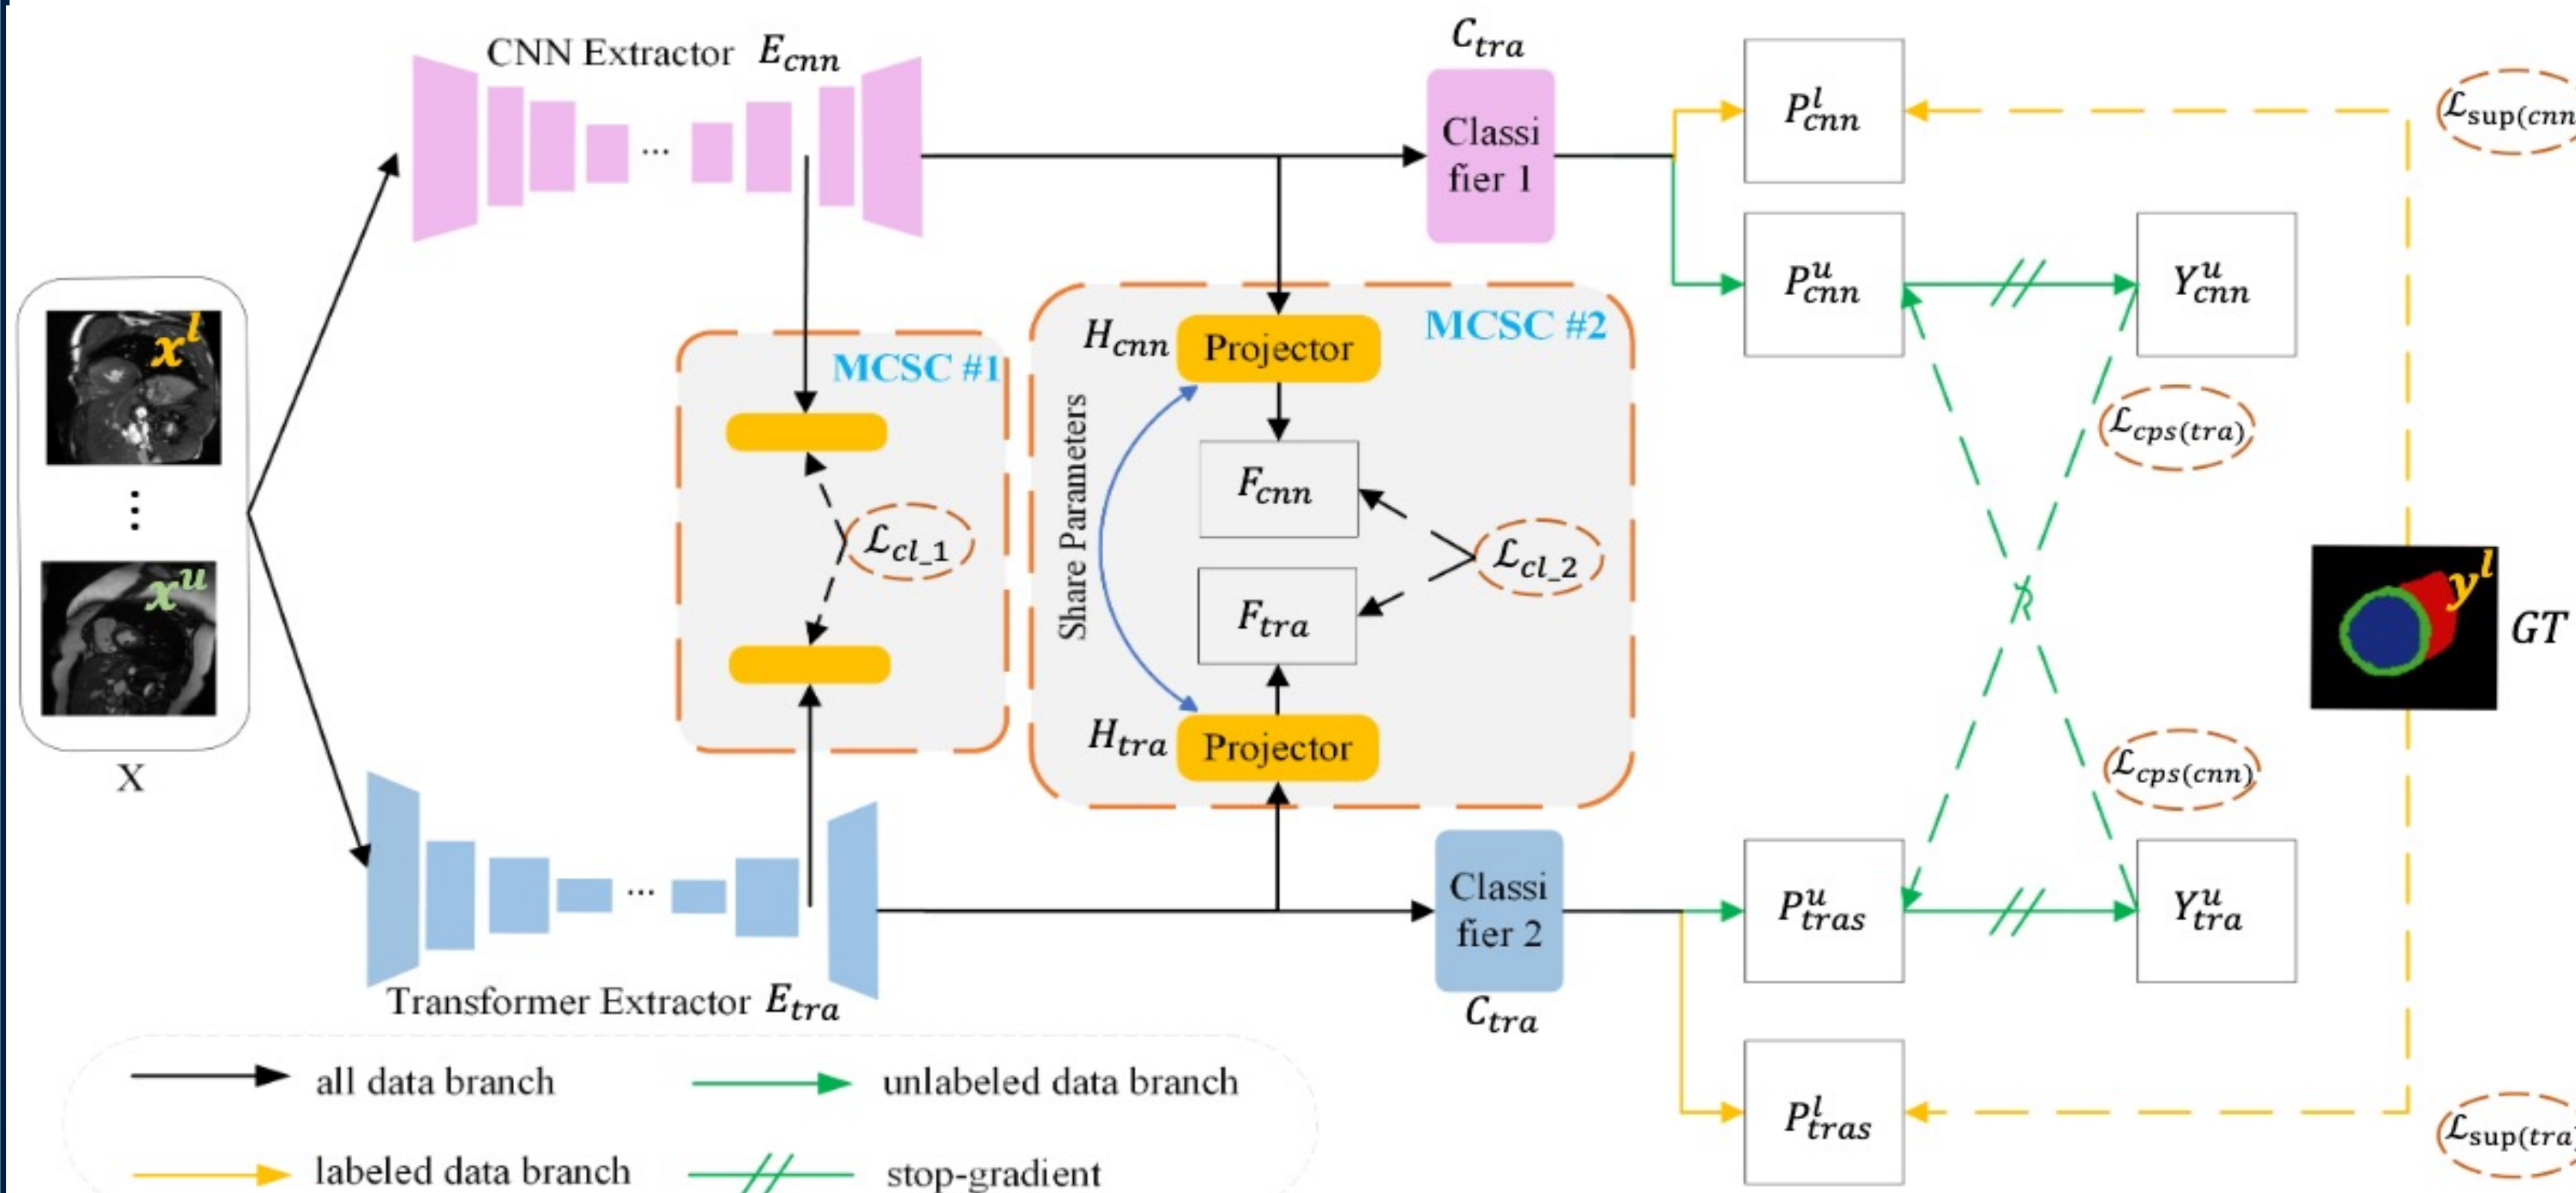 CNN Extractor E_cnn
C_tra
Classi
fier 1
P^l_cnn
L_sup(cnn
P^u_cnn
Y^u_cnn
x^l
...
MCSC #1
MCSC #2
H_cnn
Projector
L_cps(tra)
Share Parameters
F_cnn
L_cl_1
L_cl_2
⋮
x^u
F_tra
y^l
GT
H_tra
Projector
L_cps(cnn)
X
Classi
fier 2
P^u_tras
Y^u_tra
...
Transformer Extractor E_tra
C_tra
all data branch
unlabeled data branch
P^l_tras
L_sup(tra
labeled data branch
stop-gradient